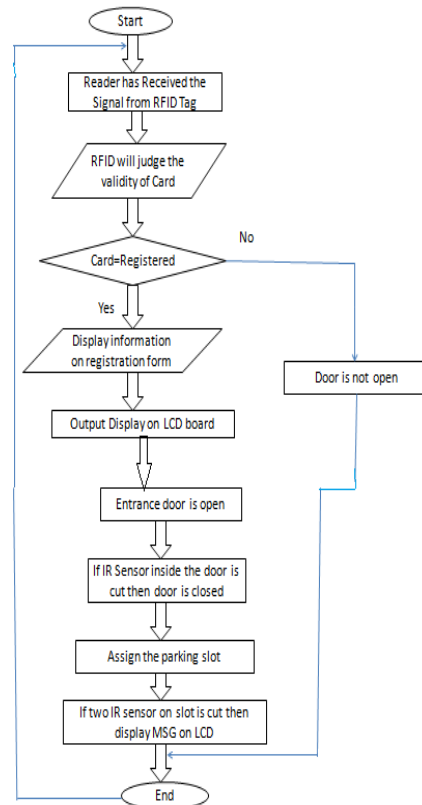 Start
Reader has Received the
Signal from RFID Tag
RFID will judge the
validity of Card
No
Card=Registered
Yes
Display information
on registration form
Door is not open
Output Display on LCD board
Entrance door is open
If IR Sensor inside the door is
cut then door is closed
Assign the parking slot
If two IR sensor on slot is cut then
display MSG on LCD
End